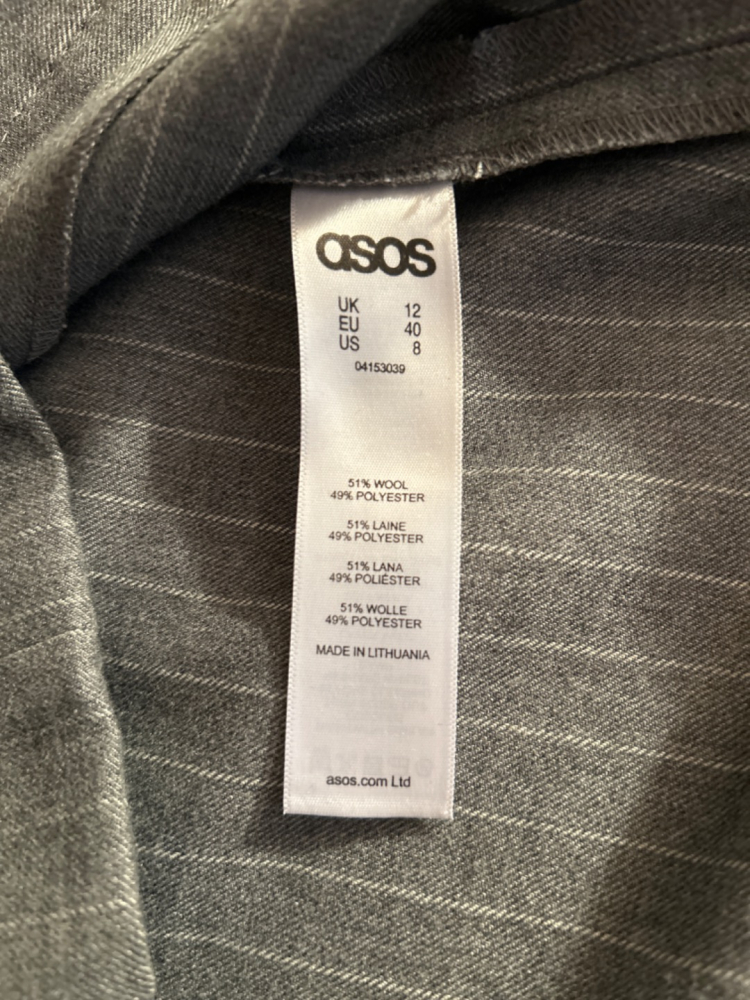 asos
UK 12
EU 40
US 8
04153039
51% WOOL
49% POLYESTER
51% LAINE
49% POLYESTER
51% LANA
49% POLIÉSTER
51% WOLLE
49% POLYESTER
MADE IN LITHUANIA
asos.com Ltd